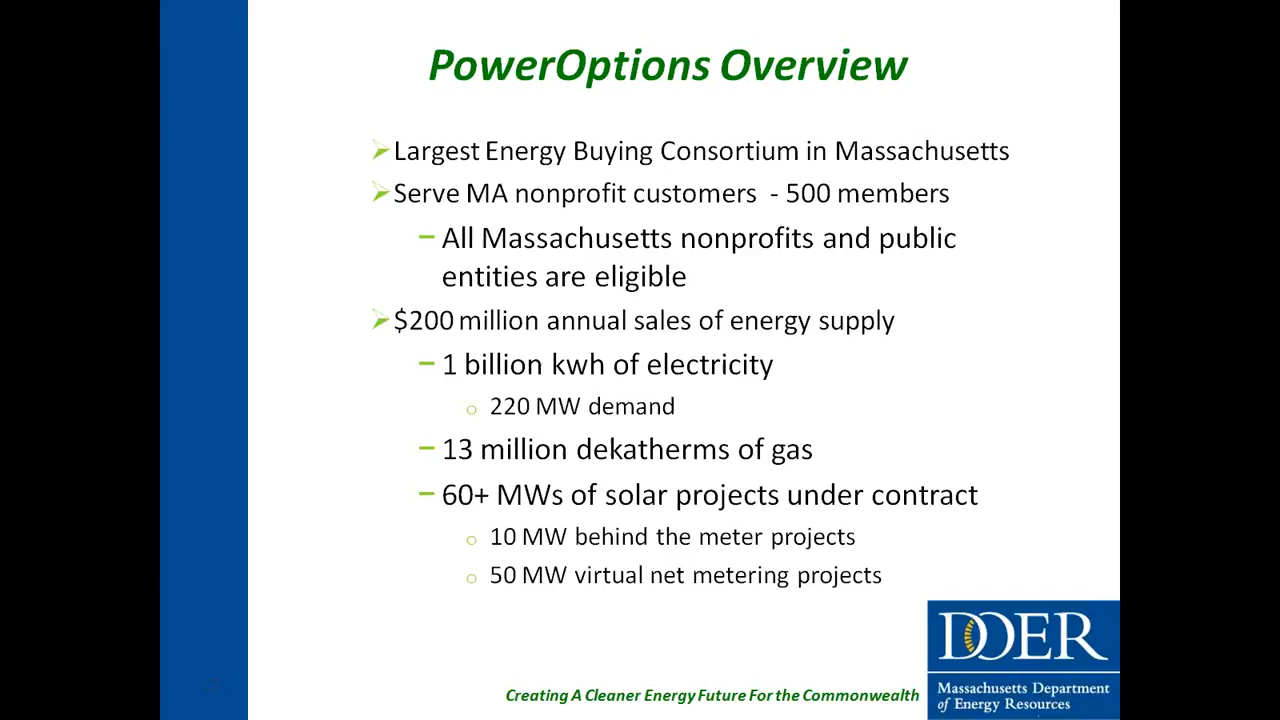 PowerOptions Overview
Largest Energy Buying Consortium in Massachusetts
Serve MA nonprofit customers - 500 members
– All Massachusetts nonprofits and public
entities are eligible
$200 million annual sales of energy supply
– 1 billion kwh of electricity
o 220 MW demand
– 13 million dekatherms of gas
– 60+ MWs of solar projects under contract
o 10 MW behind the meter projects
o 50 MW virtual net metering projects
DOER
Massachusetts Department
of Energy Resources
Creating A Cleaner Energy Future For the Commonwealth